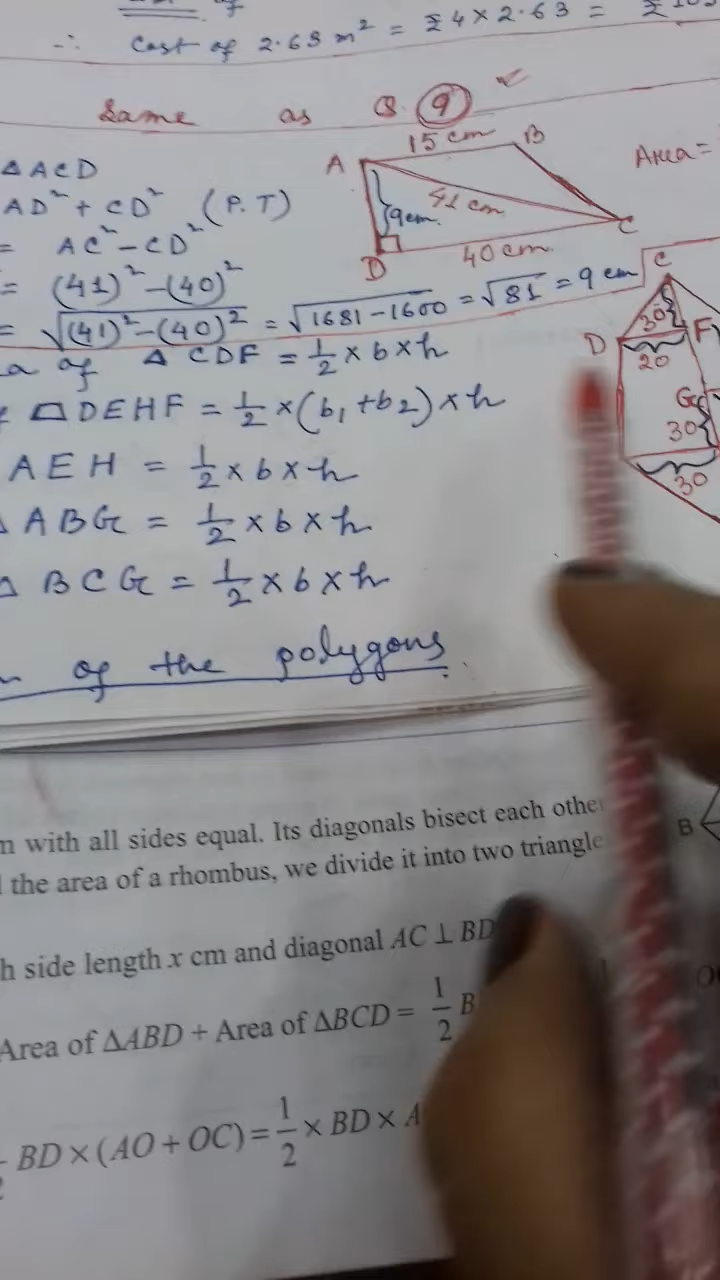 ∴ Cost of 2.63 m² = ₹ 4 × 2.63 =
Same as Q. 9
△ACD
AD² + CD² (P.T)
= AC² − CD²
= (41)² − (40)²
= √(41)² − (40)² = √1681 − 1600 = √81 = 9 cm
A 15 cm B
41 cm
9cm.
D 40 cm C
Area =
of △ CDF = 1/2 × b × h
DEHF = 1/2 × (b₁ + b₂) × h
AEH = 1/2 × b × h
ABG = 1/2 × b × h
△ BCG = 1/2 × b × h
C
30
D F
20
G
30
30
of the polygons.
with all sides equal. Its diagonals bisect each
the area of a rhombus, we divide it into two
B
side length x cm and diagonal AC ⊥ BD
Area of ΔABD + Area of ΔBCD = 1/2 B
BD × (AO + OC) = 1/2 × BD × A